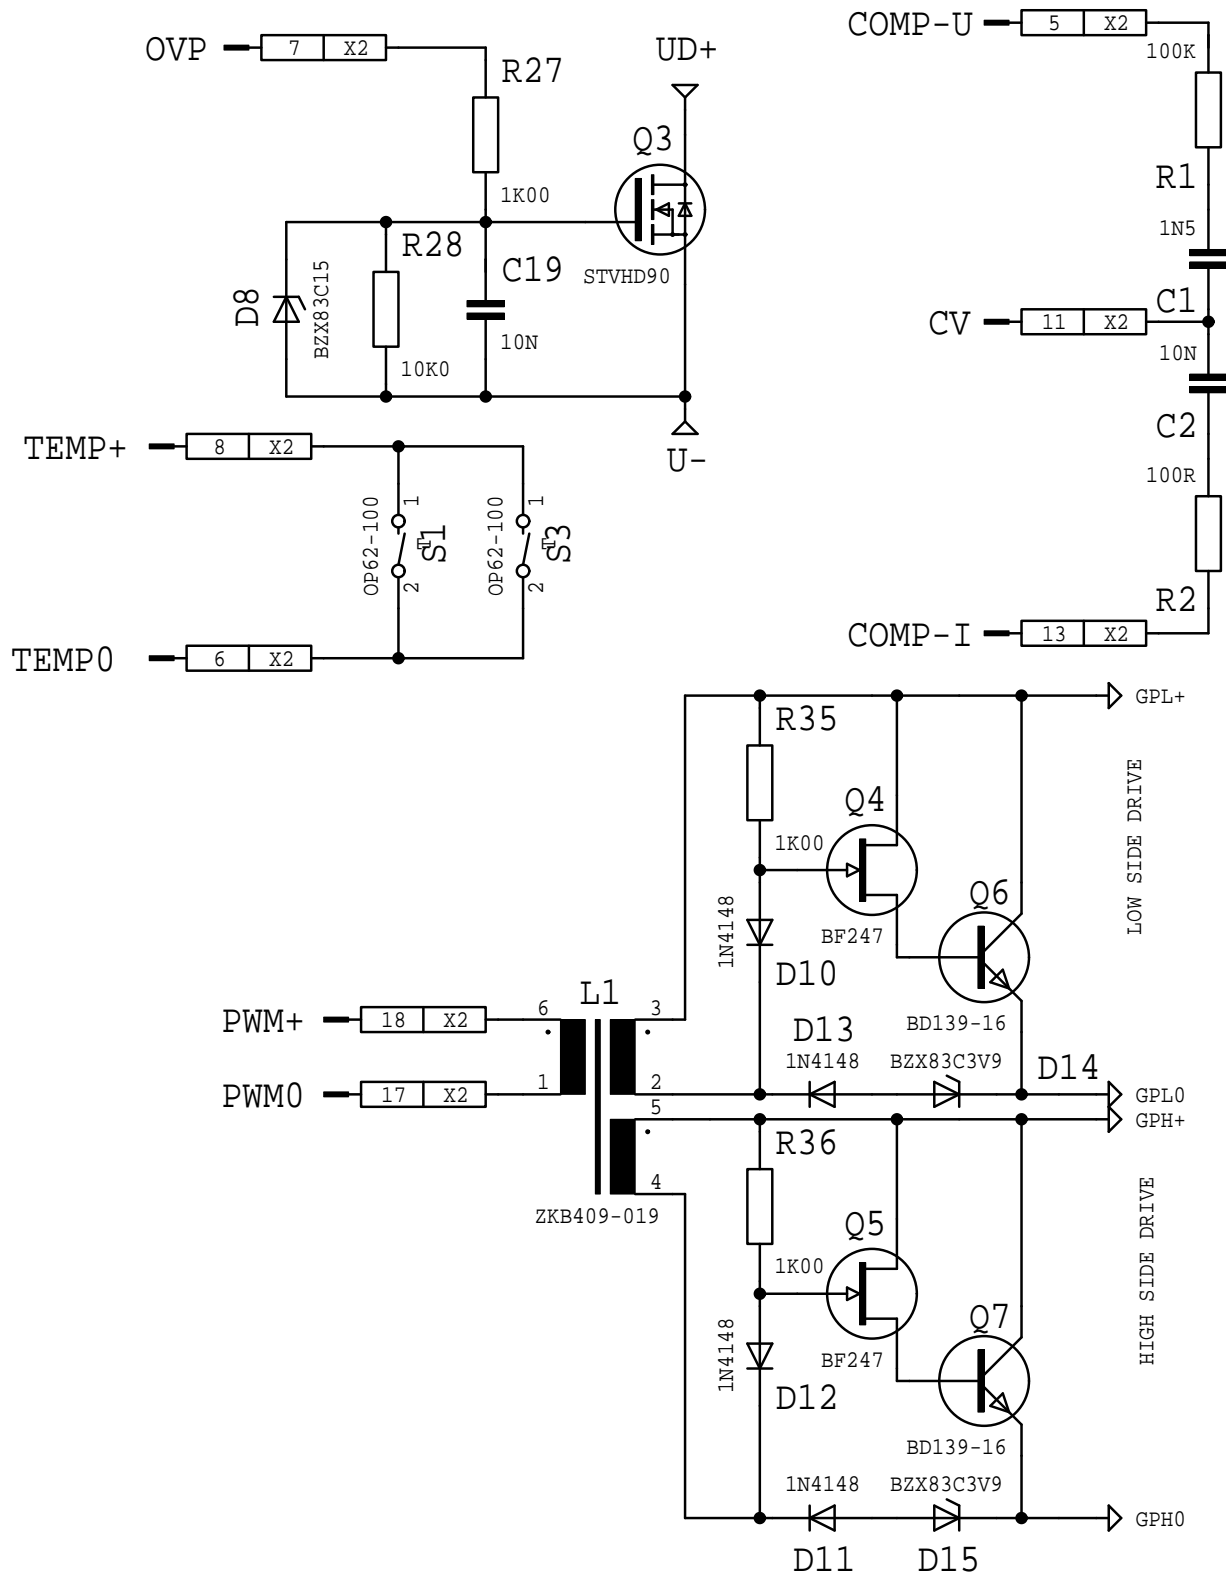 OVP 7 X2
R27
1K00
UD+
Q3
STVHD90
R28
10K0
C19
10N
D8
BZX83C15
U-
COMP-U 5 X2
100K
R1
1N5
C1
CV 11 X2
10N
C2
100R
R2
COMP-I 13 X2
TEMP+ 8 X2
OP62-100
1
2
T
S1
OP62-100
1
2
T
S3
TEMP0 6 X2
GPL+
R35
1K00
Q4
BF247
Q6
BD139-16
LOW SIDE DRIVE
1N4148
D10
PWM+ 18 X2
PWM0 17 X2
6
1
L1
3
2
5
4
ZKB409-019
D13
1N4148
BZX83C3V9
D14
GPL0
GPH+
R36
1K00
Q5
BF247
Q7
BD139-16
HIGH SIDE DRIVE
1N4148
D12
1N4148
D11
BZX83C3V9
D15
GPH0